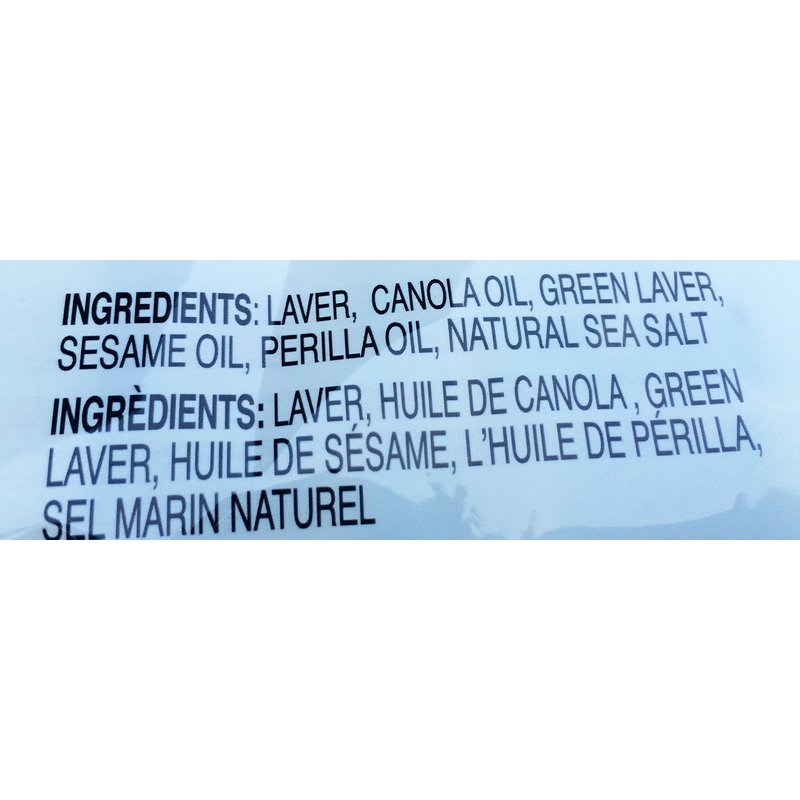 INGREDIENTS: LAVER, CANOLA OIL, GREEN LAVER,
SESAME OIL, PERILLA OIL, NATURAL SEA SALT
INGRÈDIENTS: LAVER, HUILE DE CANOLA , GREEN
LAVER, HUILE DE SÉSAME, L'HUILE DE PÉRILLA,
SEL MARIN NATUREL